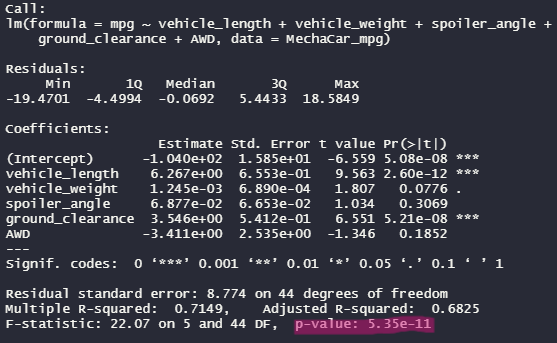 Call:
lm(formula = mpg ~ vehicle_length + vehicle_weight + spoiler_angle +
    ground_clearance + AWD, data = MechaCar_mpg)
Residuals:
     Min       1Q   Median       3Q      Max
-19.4701  -4.4994  -0.0692   5.4433  18.5849
Coefficients:
                   Estimate Std. Error t value Pr(>|t|)
(Intercept)      -1.040e+02  1.585e+01  -6.559 5.08e-08 ***
vehicle_length    6.267e+00  6.553e-01   9.563 2.60e-12 ***
vehicle_weight    1.245e-03  6.890e-04   1.807   0.0776 .
spoiler_angle     6.877e-02  6.653e-02   1.034   0.3069
ground_clearance  3.546e+00  5.412e-01   6.551 5.21e-08 ***
AWD              -3.411e+00  2.535e+00  -1.346   0.1852
---
Signif. codes:  0 ‘***’ 0.001 ‘**’ 0.01 ‘*’ 0.05 ‘.’ 0.1 ‘ ’ 1
Residual standard error: 8.774 on 44 degrees of freedom
Multiple R-squared:  0.7149,	Adjusted R-squared:  0.6825
F-statistic: 22.07 on 5 and 44 DF,  p-value: 5.35e-11